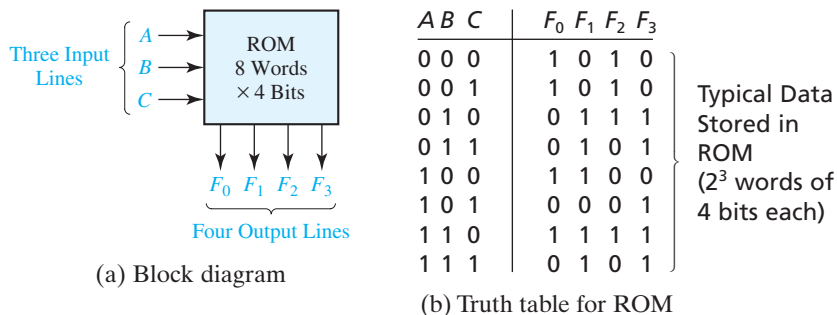 Three Input
Lines
A
B
C
ROM
8 Words
× 4 Bits
F₀ F₁ F₂ F₃
Four Output Lines
(a) Block diagram
A B C F₀ F₁ F₂ F₃
0 0 0 1 0 1 0
0 0 1 1 0 1 0
0 1 0 0 1 1 1
0 1 1 0 1 0 1
1 0 0 1 1 0 0
1 0 1 0 0 0 1
1 1 0 1 1 1 1
1 1 1 0 1 0 1
Typical Data
Stored in
ROM
(2³ words of
4 bits each)
(b) Truth table for ROM